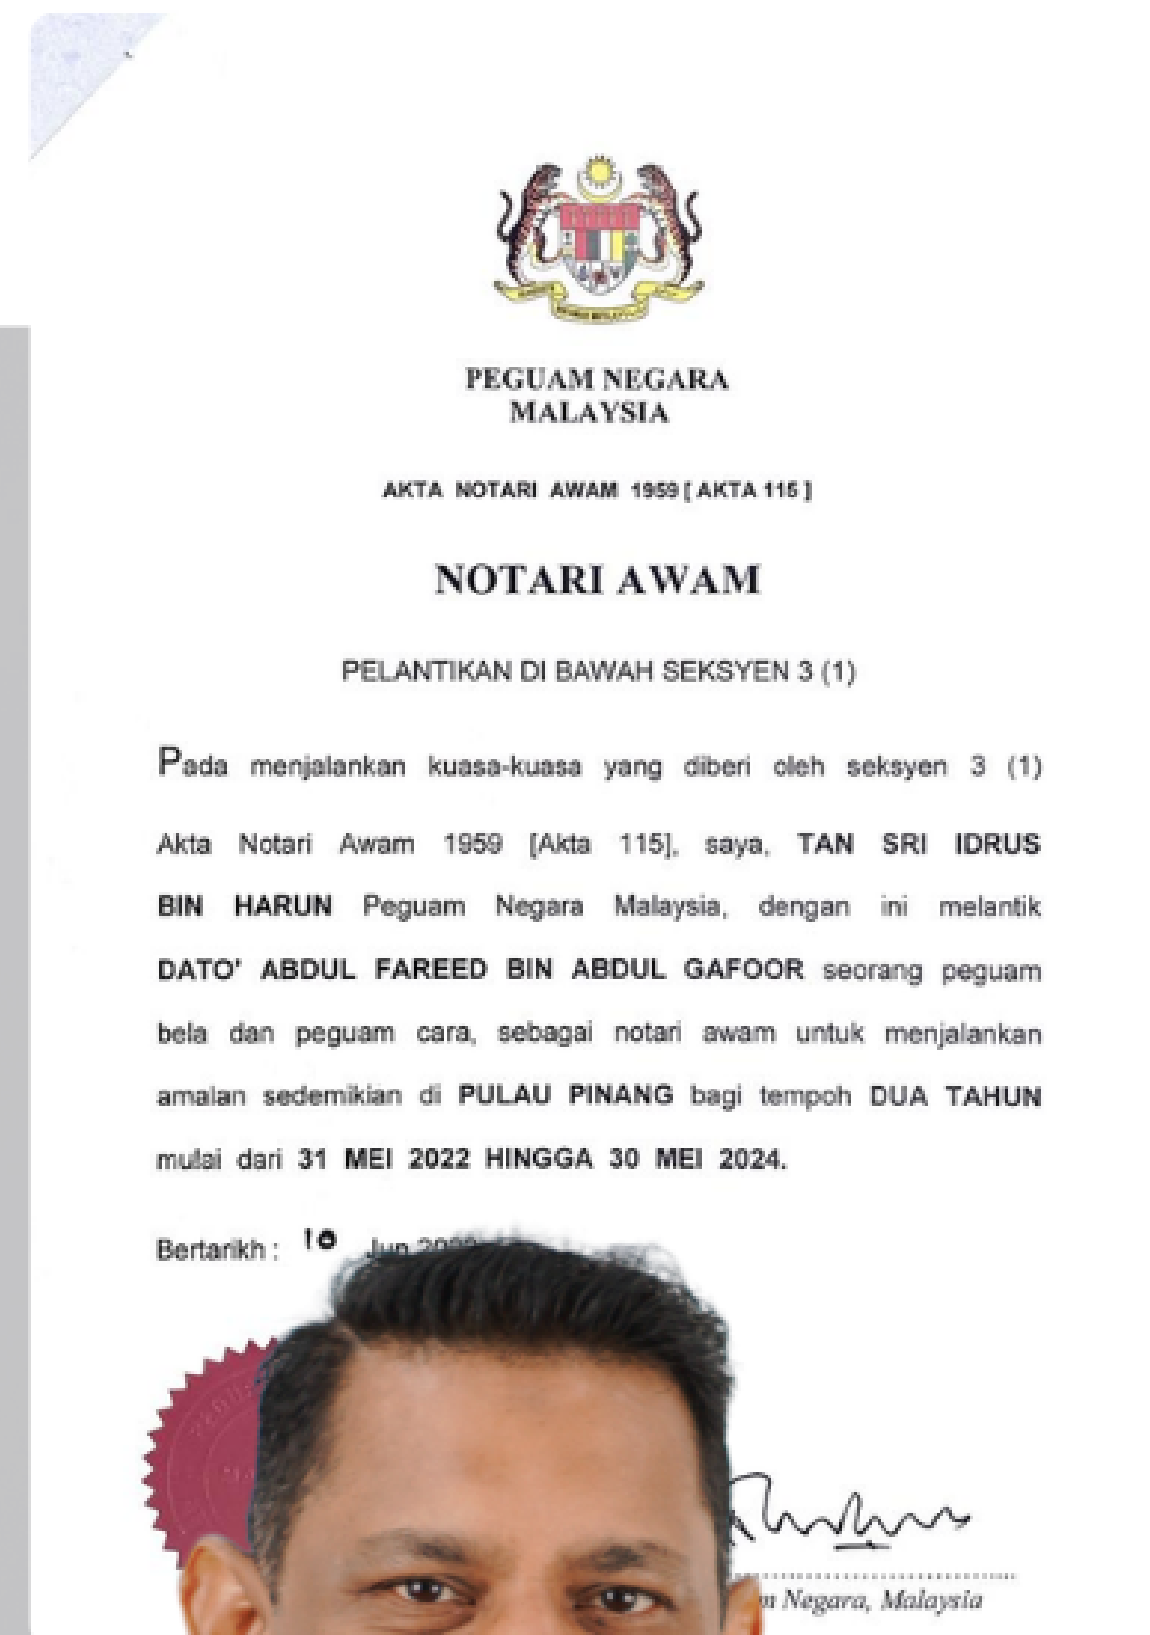 PEGUAM NEGARA
MALAYSIA
AKTA NOTARI AWAM 1959 [ AKTA 115 ]
NOTARI AWAM
PELANTIKAN DI BAWAH SEKSYEN 3 (1)
Pada menjalankan kuasa-kuasa yang diberi oleh seksyen 3 (1)
Akta Notari Awam 1959 [Akta 115], saya, TAN SRI IDRUS
BIN HARUN Peguam Negara Malaysia, dengan ini melantik
DATO' ABDUL FAREED BIN ABDUL GAFOOR seorang peguam
bela dan peguam cara, sebagai notari awam untuk menjalankan
amalan sedemikian di PULAU PINANG bagi tempoh DUA TAHUN
mulai dari 31 MEI 2022 HINGGA 30 MEI 2024.
Bertarikh : 10 Jun
Negara, Malaysia